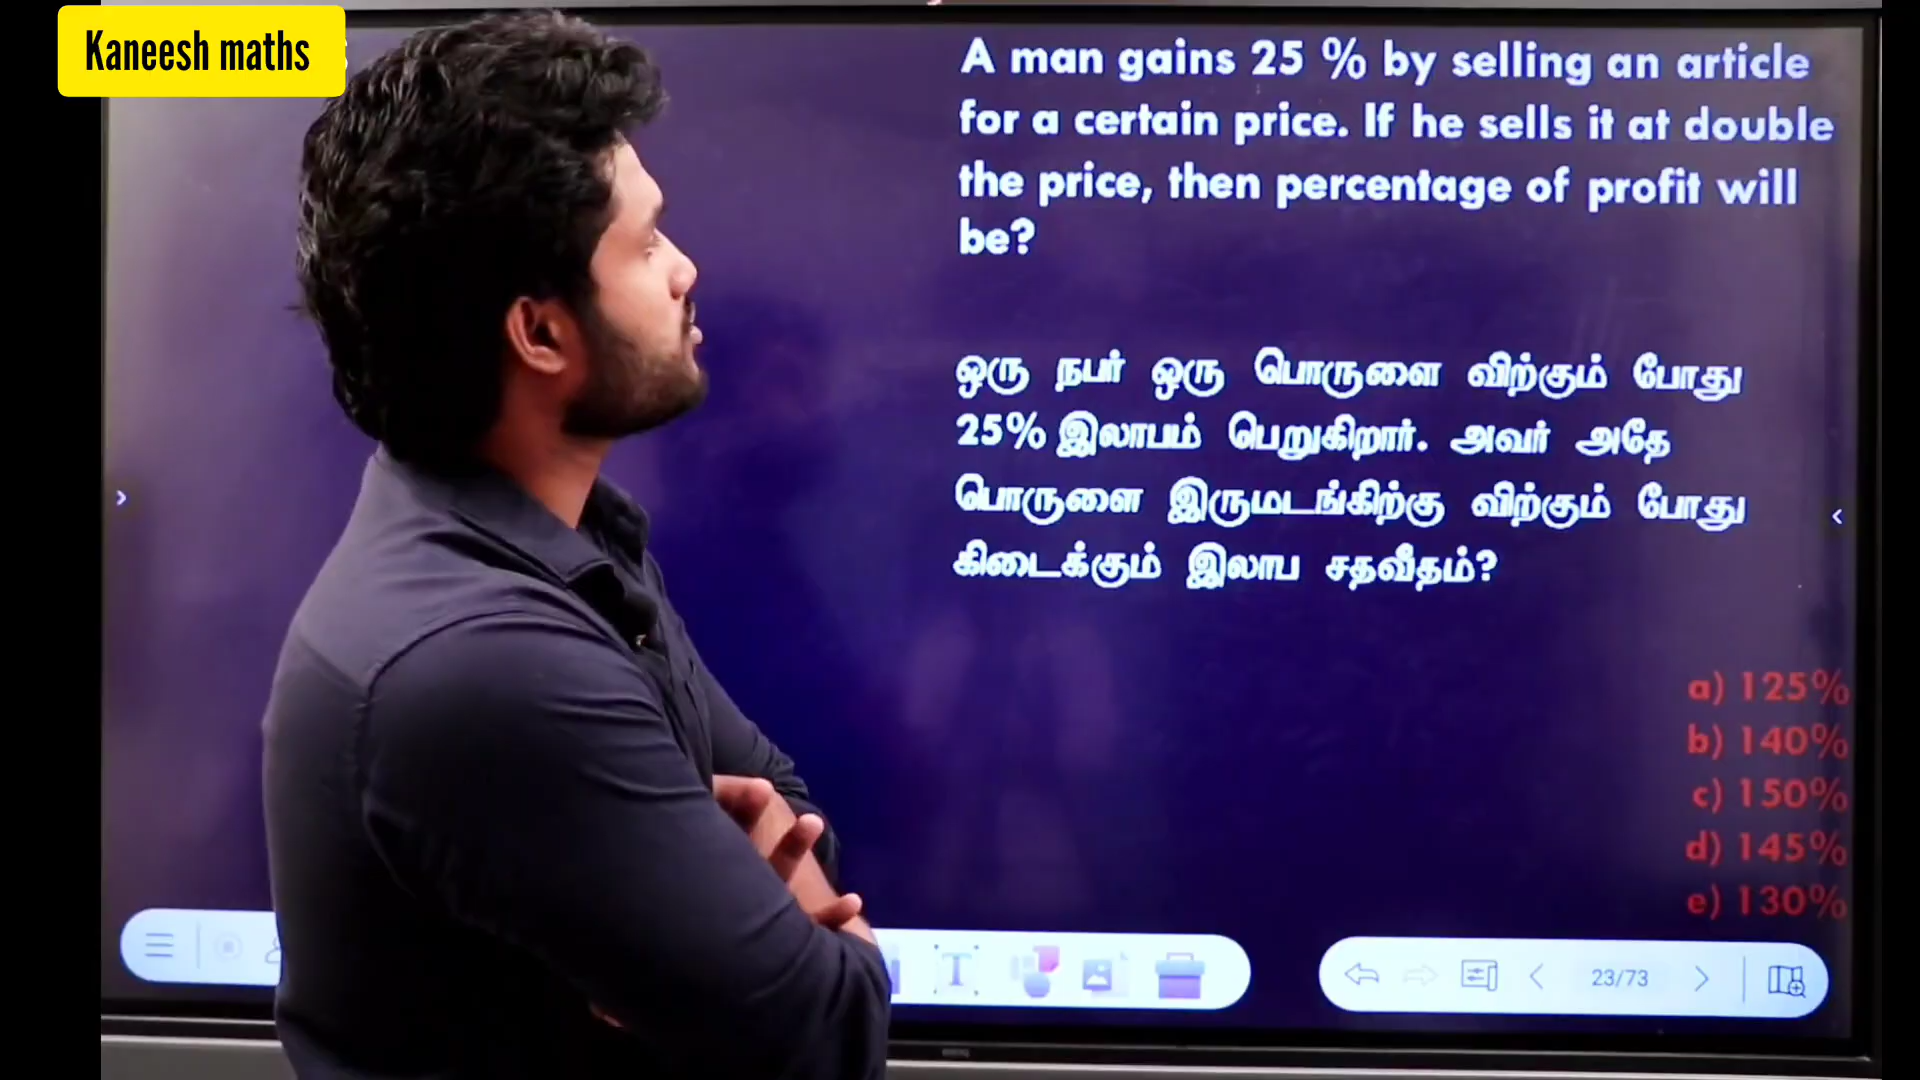 Kaneesh maths
A man gains 25 % by selling an article
for a certain price. If he sells it at double
the price, then percentage of profit will
be?
ஒரு நபர் ஒரு பொருளை விற்கும் போது
25% இலாபம் பெறுகிறார். அவர் அதே
பொருளை இருமடங்கிற்கு விற்கும் போது
கிடைக்கும் இலாப சதவீதம்?
a) 125%
b) 140%
c) 150%
d) 145%
e) 130%
T
23/73